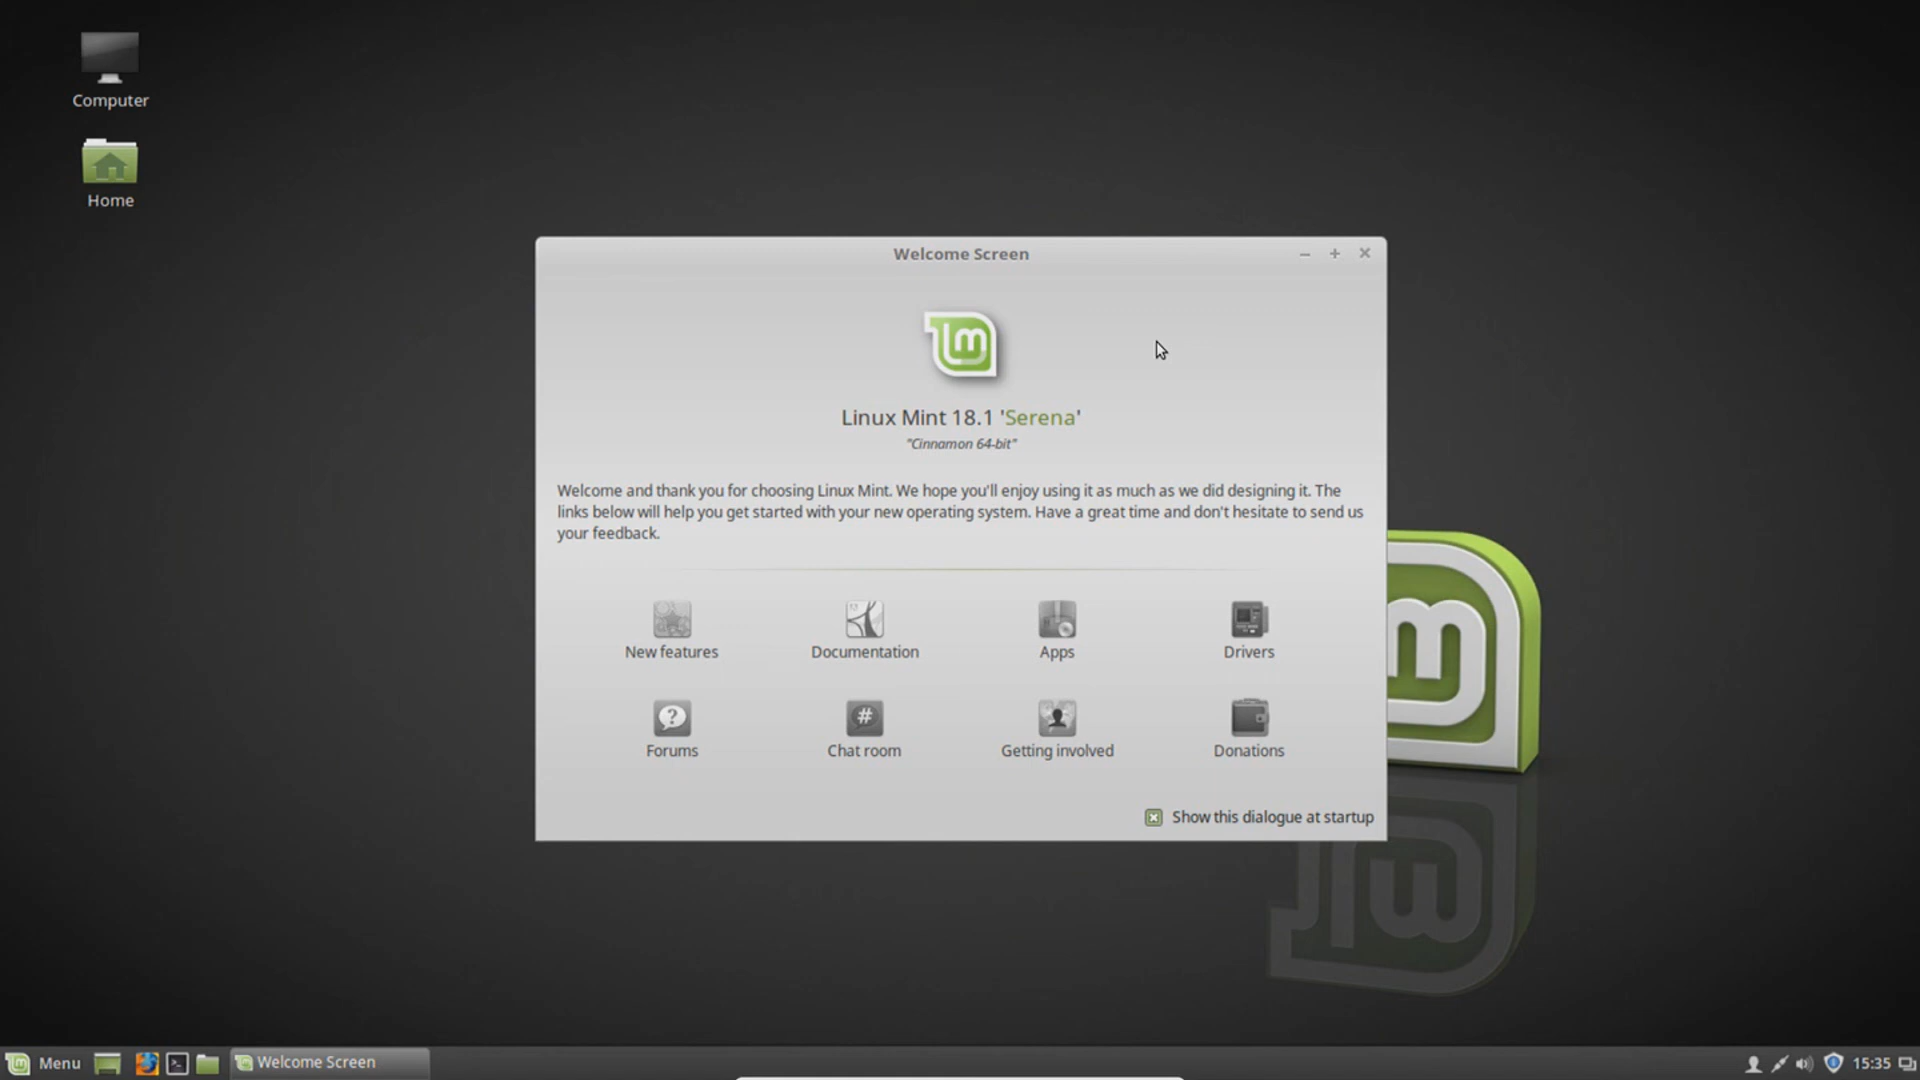 Computer
Home
Welcome Screen
Linux Mint 18.1 'Serena'
"Cinnamon 64-bit"
Welcome and thank you for choosing Linux Mint. We hope you'll enjoy using it as much as we did designing it. The
links below will help you get started with your new operating system. Have a great time and don't hesitate to send us
your feedback.
New features
Documentation
Apps
Drivers
Forums
Chat room
Getting involved
Donations
Show this dialogue at startup
Menu
Welcome Screen
15:35